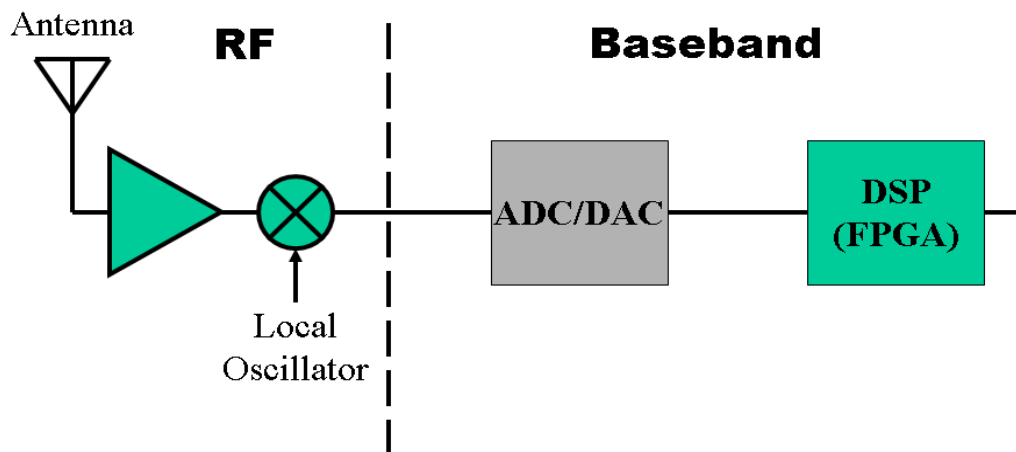 Antenna
RF
Baseband
ADC/DAC
DSP
(FPGA)
Local
Oscillator